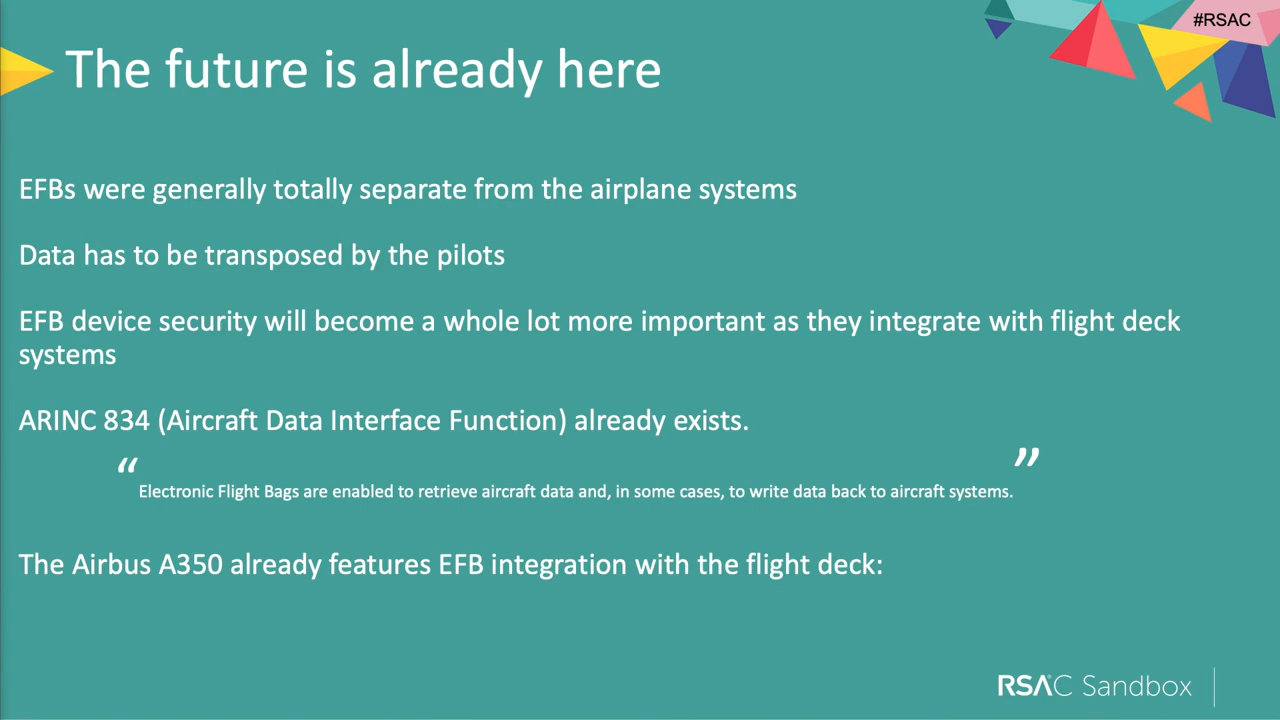 #RSAC
The future is already here
EFBs were generally totally separate from the airplane systems
Data has to be transposed by the pilots
EFB device security will become a whole lot more important as they integrate with flight deck
systems
ARINC 834 (Aircraft Data Interface Function) already exists.
“Electronic Flight Bags are enabled to retrieve aircraft data and, in some cases, to write data back to aircraft systems.”
The Airbus A350 already features EFB integration with the flight deck:
RSAC Sandbox